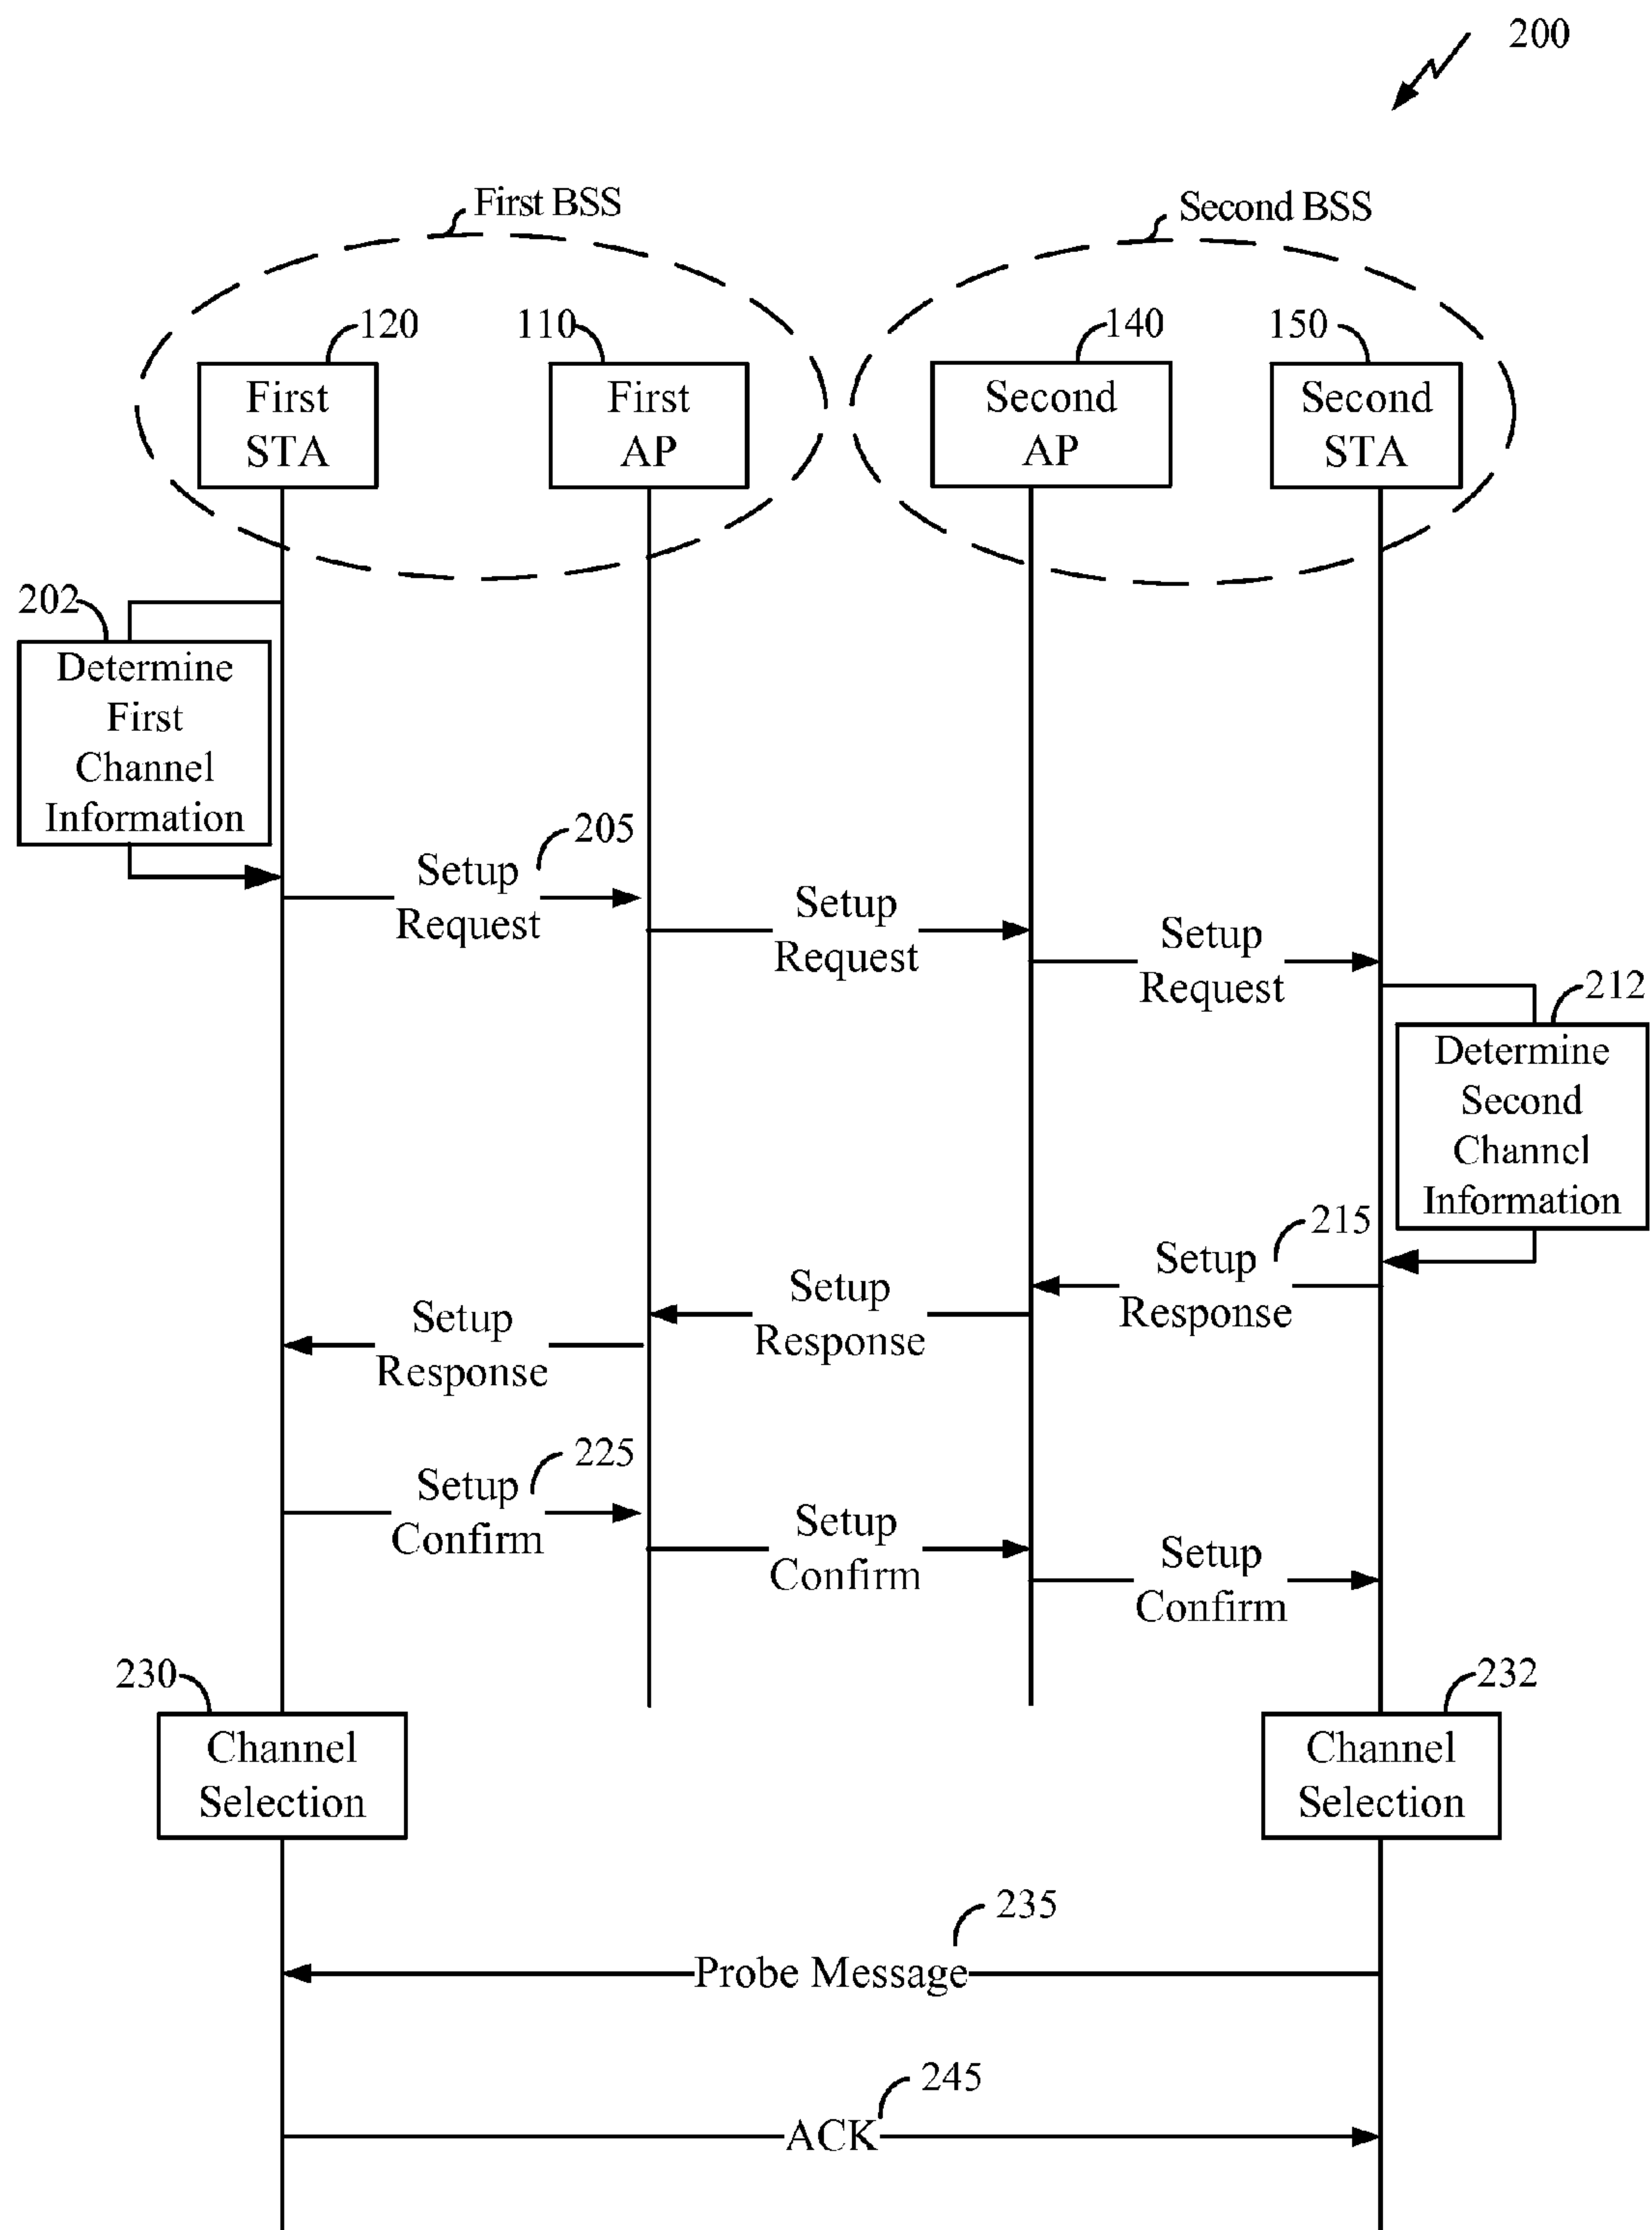 200
First BSS
Second BSS
120
110
140
150
First
STA
First
AP
Second
AP
Second
STA
202
Determine
First
Channel
Information
205
Setup
Request
Setup
Request
Setup
Request
212
Determine
Second
Channel
Information
215
Setup
Response
Setup
Response
Setup
Response
225
Setup
Confirm
Setup
Confirm
Setup
Confirm
230
232
Channel
Selection
Channel
Selection
235
Probe Message
245
ACK